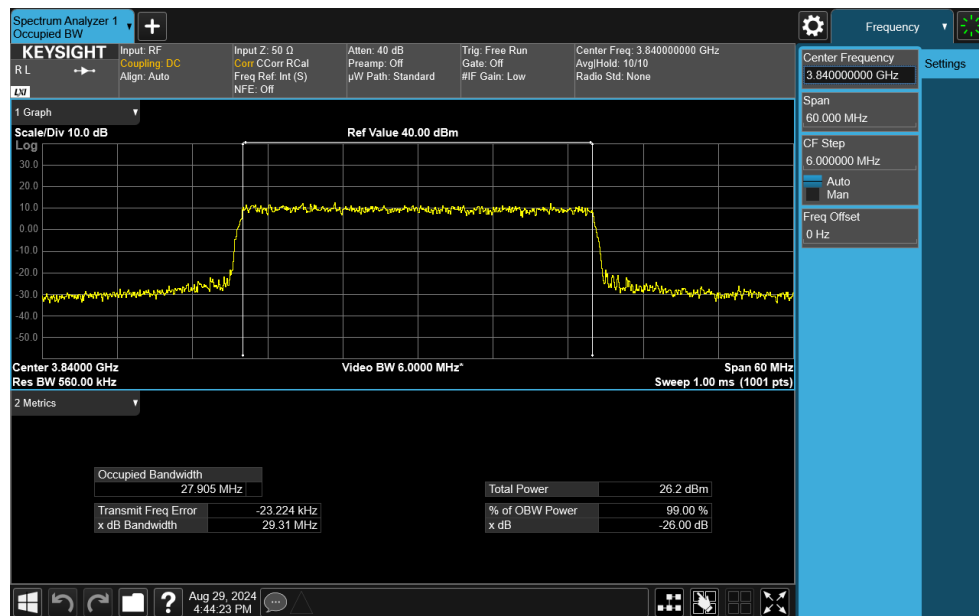 Spectrum Analyzer 1
Occupied BW
+
Frequency
KEYSIGHT
R L
LXI
Input: RF
Coupling: DC
Align: Auto
Input Z: 50 Ω
Corr CCorr RCal
Freq Ref: Int (S)
NFE: Off
Atten: 40 dB
Preamp: Off
µW Path: Standard
Trig: Free Run
Gate: Off
#IF Gain: Low
Center Freq: 3.840000000 GHz
Avg|Hold: 10/10
Radio Std: None
Center Frequency
3.840000000 GHz
Settings
Span
60.000 MHz
CF Step
6.000000 MHz
Auto
Man
Freq Offset
0 Hz
1 Graph
Scale/Div 10.0 dB
Ref Value 40.00 dBm
Log
30.0
20.0
10.0
0.00
-10.0
-20.0
-30.0
-40.0
-50.0
Center 3.84000 GHz
Video BW 6.0000 MHz*
Span 60 MHz
Res BW 560.00 kHz
Sweep 1.00 ms (1001 pts)
2 Metrics
Occupied Bandwidth
27.905 MHz
Total Power 26.2 dBm
Transmit Freq Error -23.224 kHz
% of OBW Power 99.00 %
x dB Bandwidth 29.31 MHz
x dB -26.00 dB
?
Aug 29, 2024
4:44:23 PM